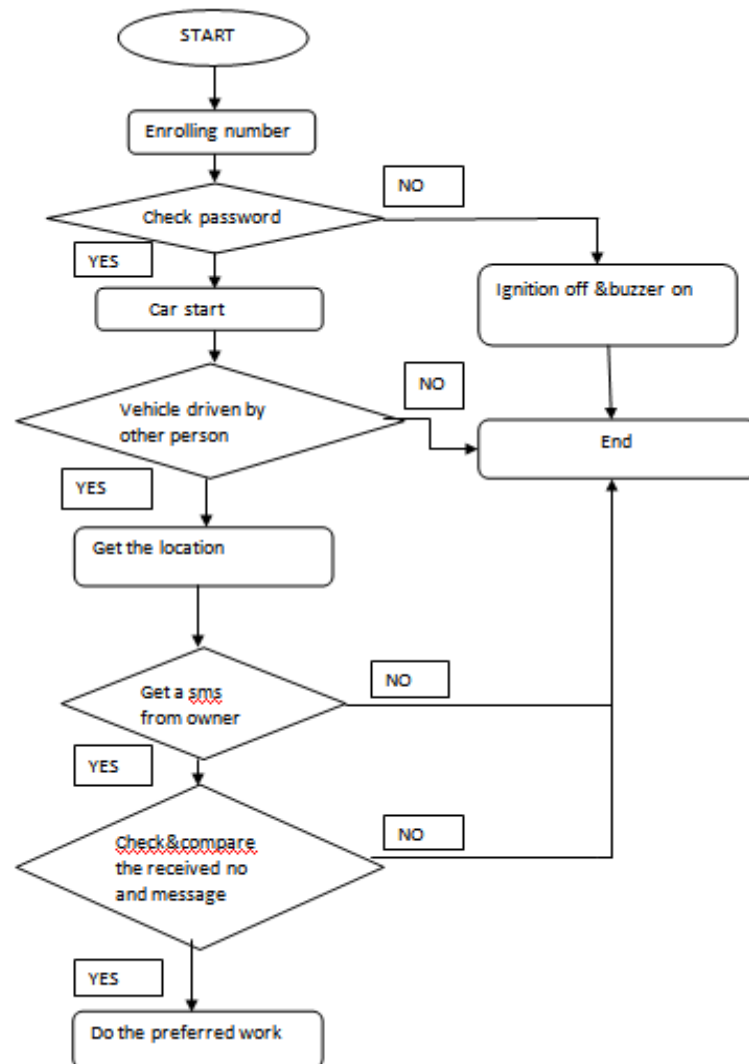 START
Enrolling number
NO
Check password
YES
Ignition off &buzzer on
Car start
NO
Vehicle driven by
other person
End
YES
Get the location
NO
Get a sms
from owner
YES
NO
Check&compare
the received no
and message
YES
Do the preferred work